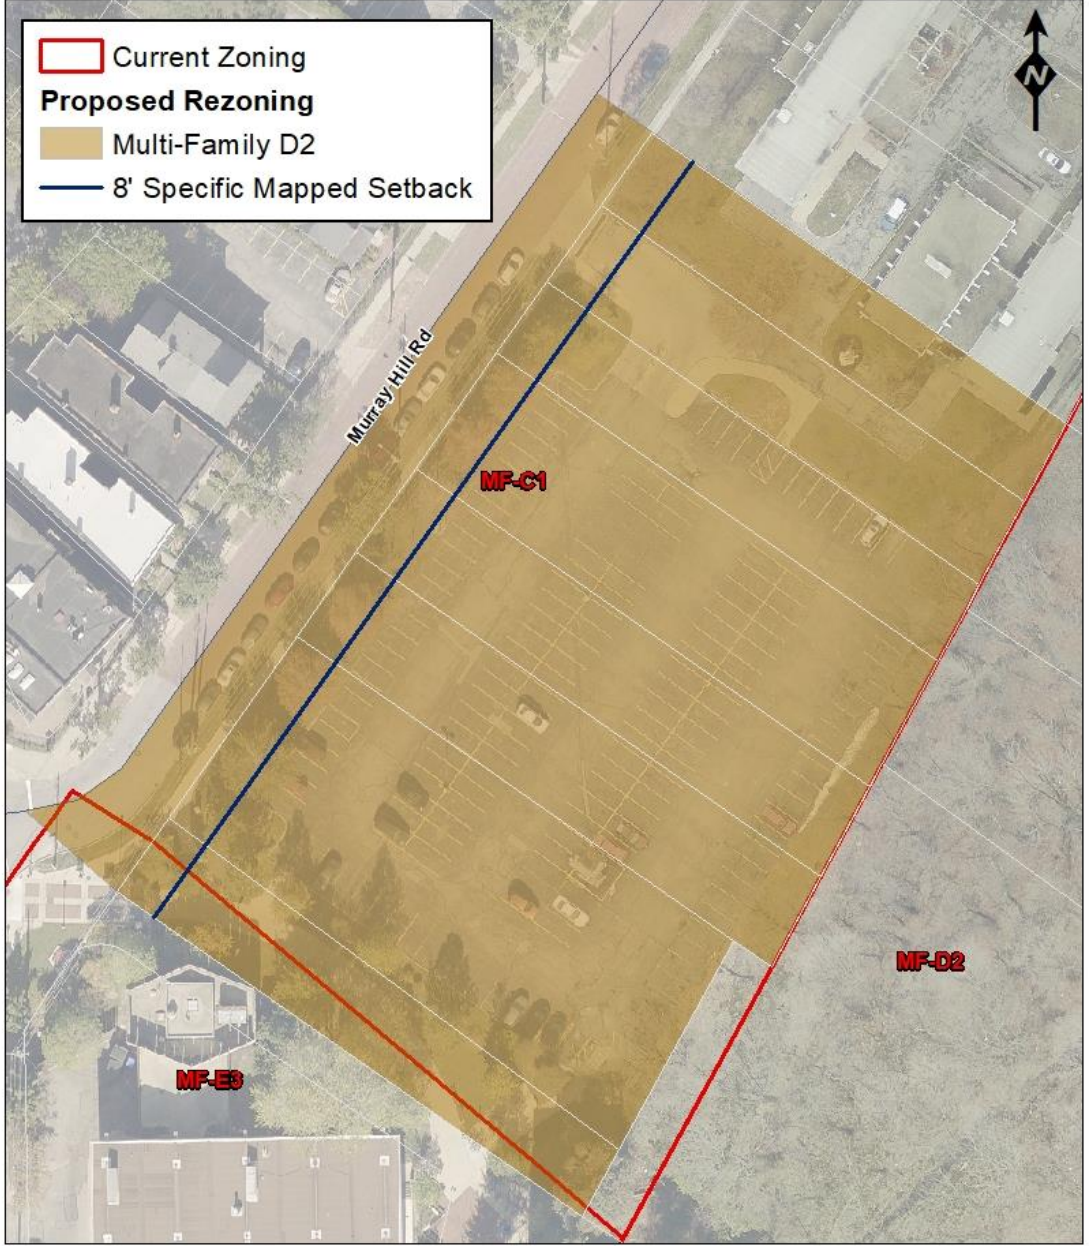 Current Zoning
Proposed Rezoning
Multi-Family D2
8' Specific Mapped Setback
N
Murray Hill Rd
MF-C1
MF-D2
MF-E3